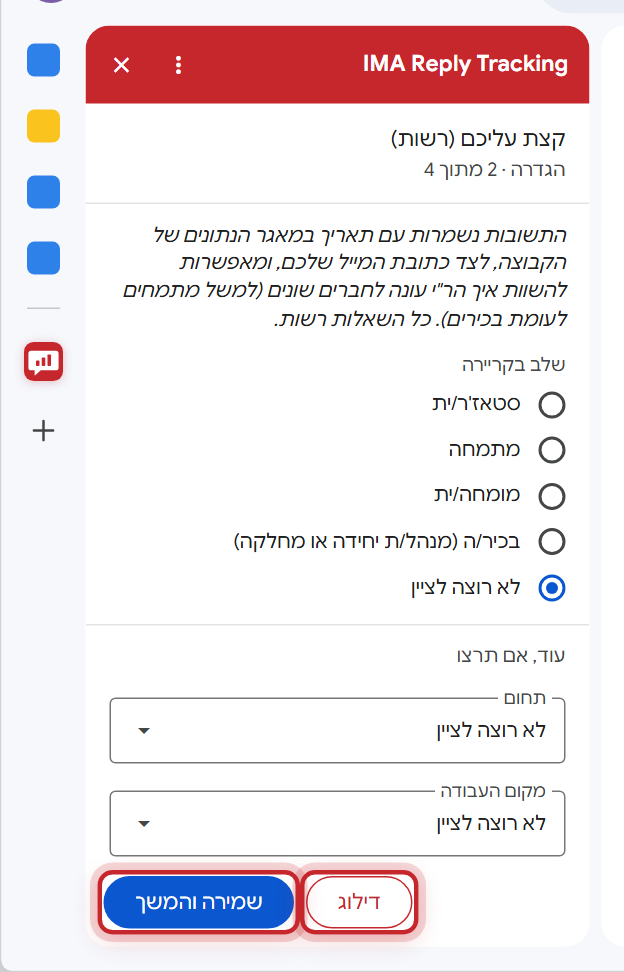 IMA Reply Tracking
קצת עליכם (רשות)
הגדרה · 2 מתוך 4
התשובות נשמרות עם תאריך במאגר הנתונים של
הקבוצה, לצד כתובת המייל שלכם, ומאפשרות
להשוות איך הר"י עונה לחברים שונים (למשל מתמחים
לעומת בכירים). כל השאלות רשות.
שלב בקריירה
סטאז'ר/ית
מתמחה
מומחה/ית
בכיר/ה (מנהל/ת יחידה או מחלקה)
לא רוצה לציין
עוד, אם תרצו
תחום
לא רוצה לציין
מקום העבודה
לא רוצה לציין
דילוג
שמירה והמשך